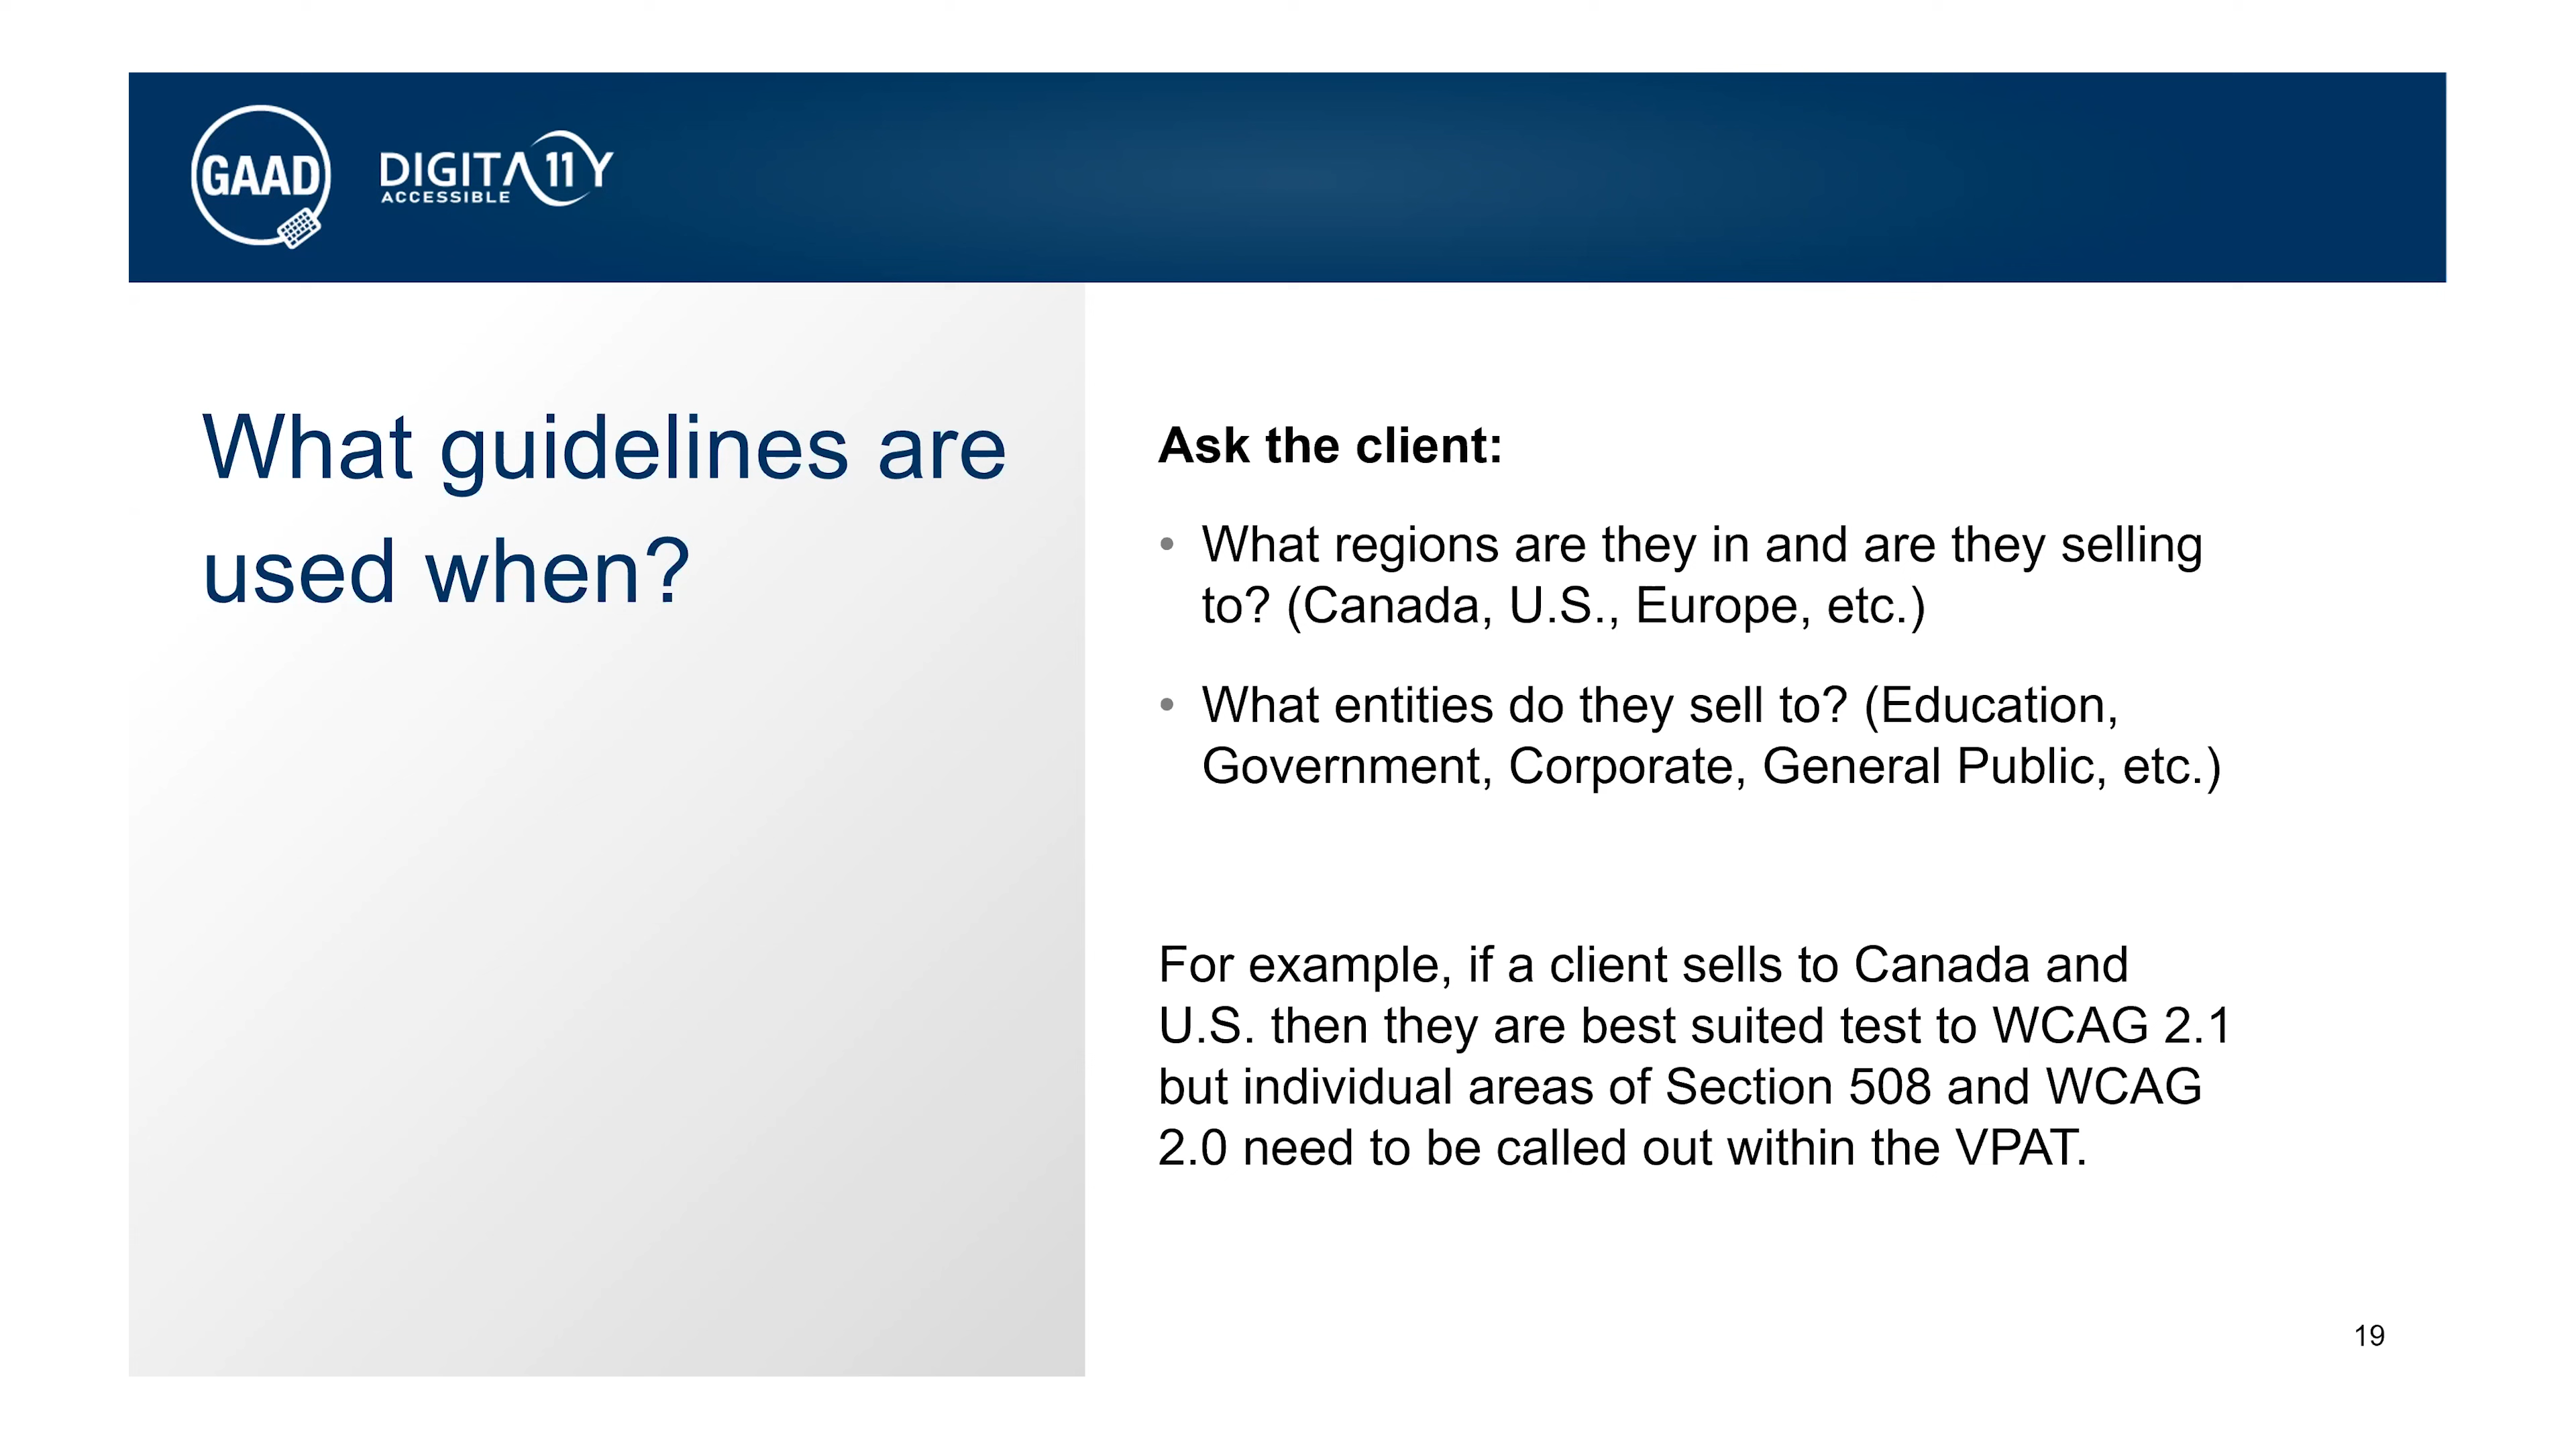 GAAD
DIGITA11Y
ACCESSIBLE
What guidelines are
used when?
Ask the client:
• What regions are they in and are they selling
to? (Canada, U.S., Europe, etc.)
• What entities do they sell to? (Education,
Government, Corporate, General Public, etc.)
For example, if a client sells to Canada and
U.S. then they are best suited test to WCAG 2.1
but individual areas of Section 508 and WCAG
2.0 need to be called out within the VPAT.
19